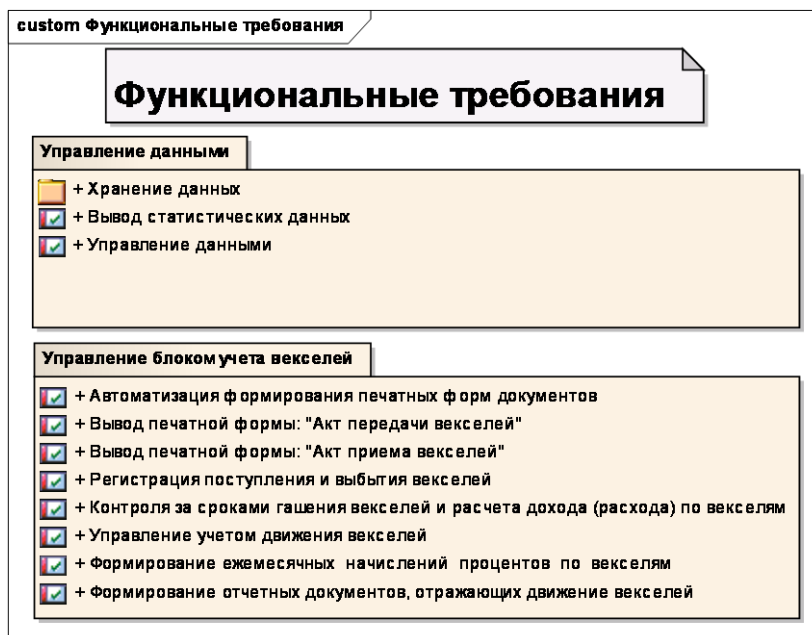 custom Функциональные требования
Функциональные требования
Управление данными
+ Хранение данных
+ Вывод статистических данных
+ Управление данными
Управление блоком учета векселей
+ Автоматизация формирования печатных форм документов
+ Вывод печатной формы: "Акт передачи векселей"
+ Вывод печатной формы: "Акт приема векселей"
+ Регистрация поступления и выбытия векселей
+ Контроля за сроками гашения векселей и расчета дохода (расхода) по векселям
+ Управление учетом движения векселей
+ Формирование ежемесячных начислений процентов по векселям
+ Формирование отчетных документов, отражающих движение векселей